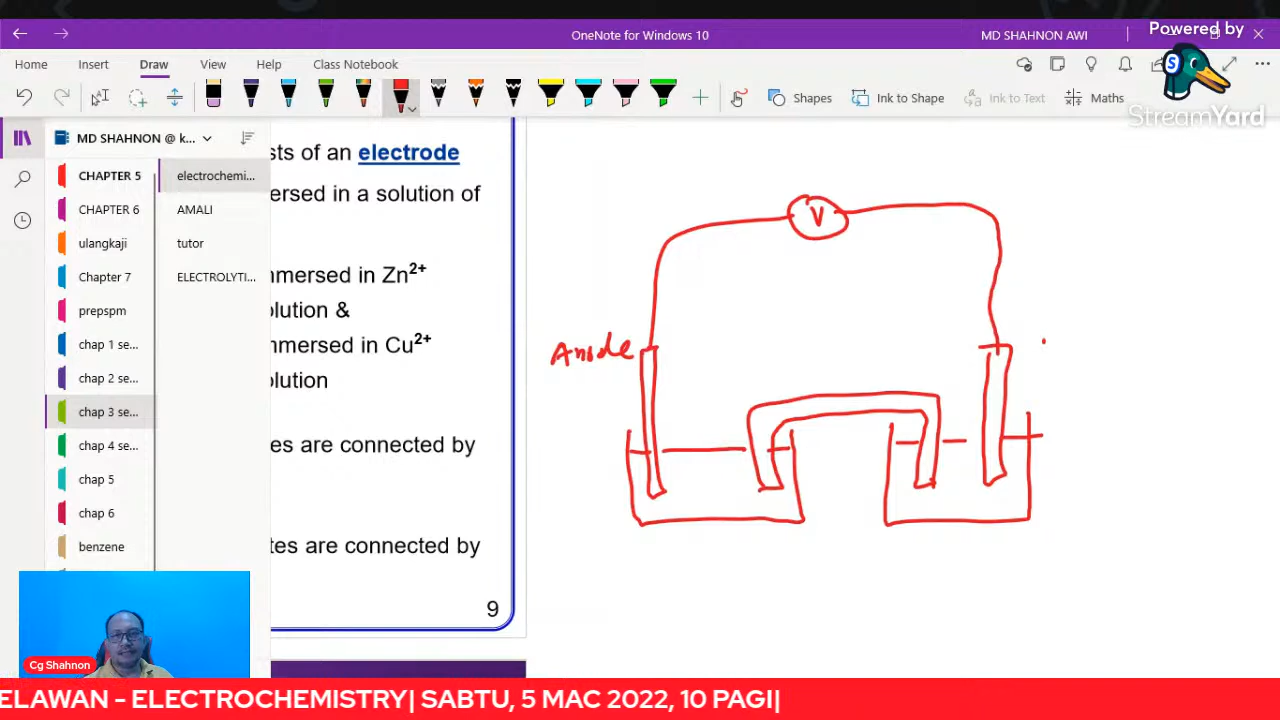 OneNote for Windows 10
MD SHAHNON AWI
Powered by
StreamYard
Home Insert Draw View Help Class Notebook
Shapes Ink to Shape Ink to Text Maths
MD SHAHNON @ k...
CHAPTER 5
CHAPTER 6
ulangkaji
Chapter 7
prepspm
chap 1 se...
chap 2 se...
chap 3 se...
chap 4 se...
chap 5
chap 6
benzene
electrochemi...
AMALI
tutor
ELECTROLYTI...
sts of an electrode
ersed in a solution of
nmersed in Zn2+
olution &
mmersed in Cu2+
olution
es are connected by
tes are connected by
9
V
Anode
Cg Shahnon
ELAWAN - ELECTROCHEMISTRY| SABTU, 5 MAC 2022, 10 PAGI|